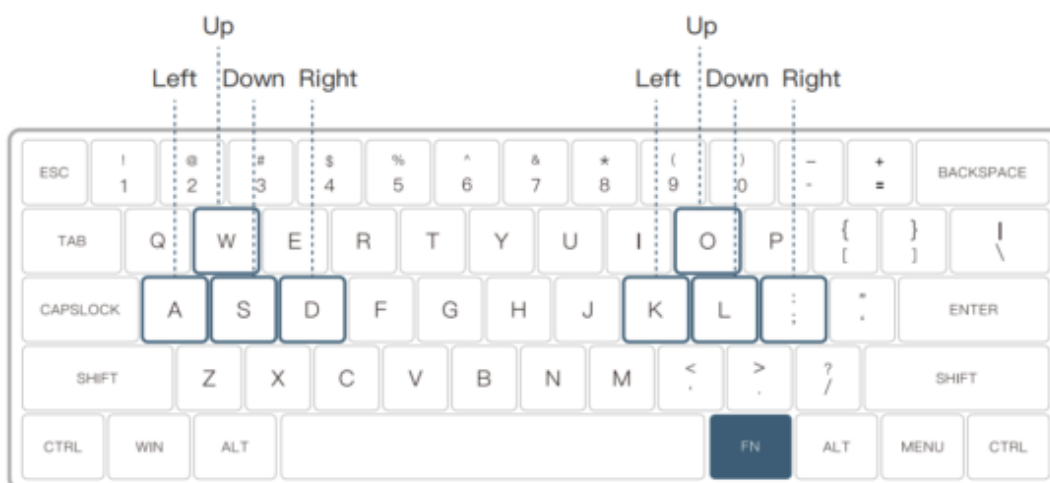 Up Up
Left Down Right Left Down Right
ESC ! 1 @ 2 # 3 $ 4 % 5 ^ 6 & 7 * 8 ( 9 ) 0 – - + = BACKSPACE
TAB Q W E R T Y U I O P { [ } ] | \
CAPSLOCK A S D F G H J K L : ; " ' ENTER
SHIFT Z X C V B N M < , > . ? / SHIFT
CTRL WIN ALT FN ALT MENU CTRL